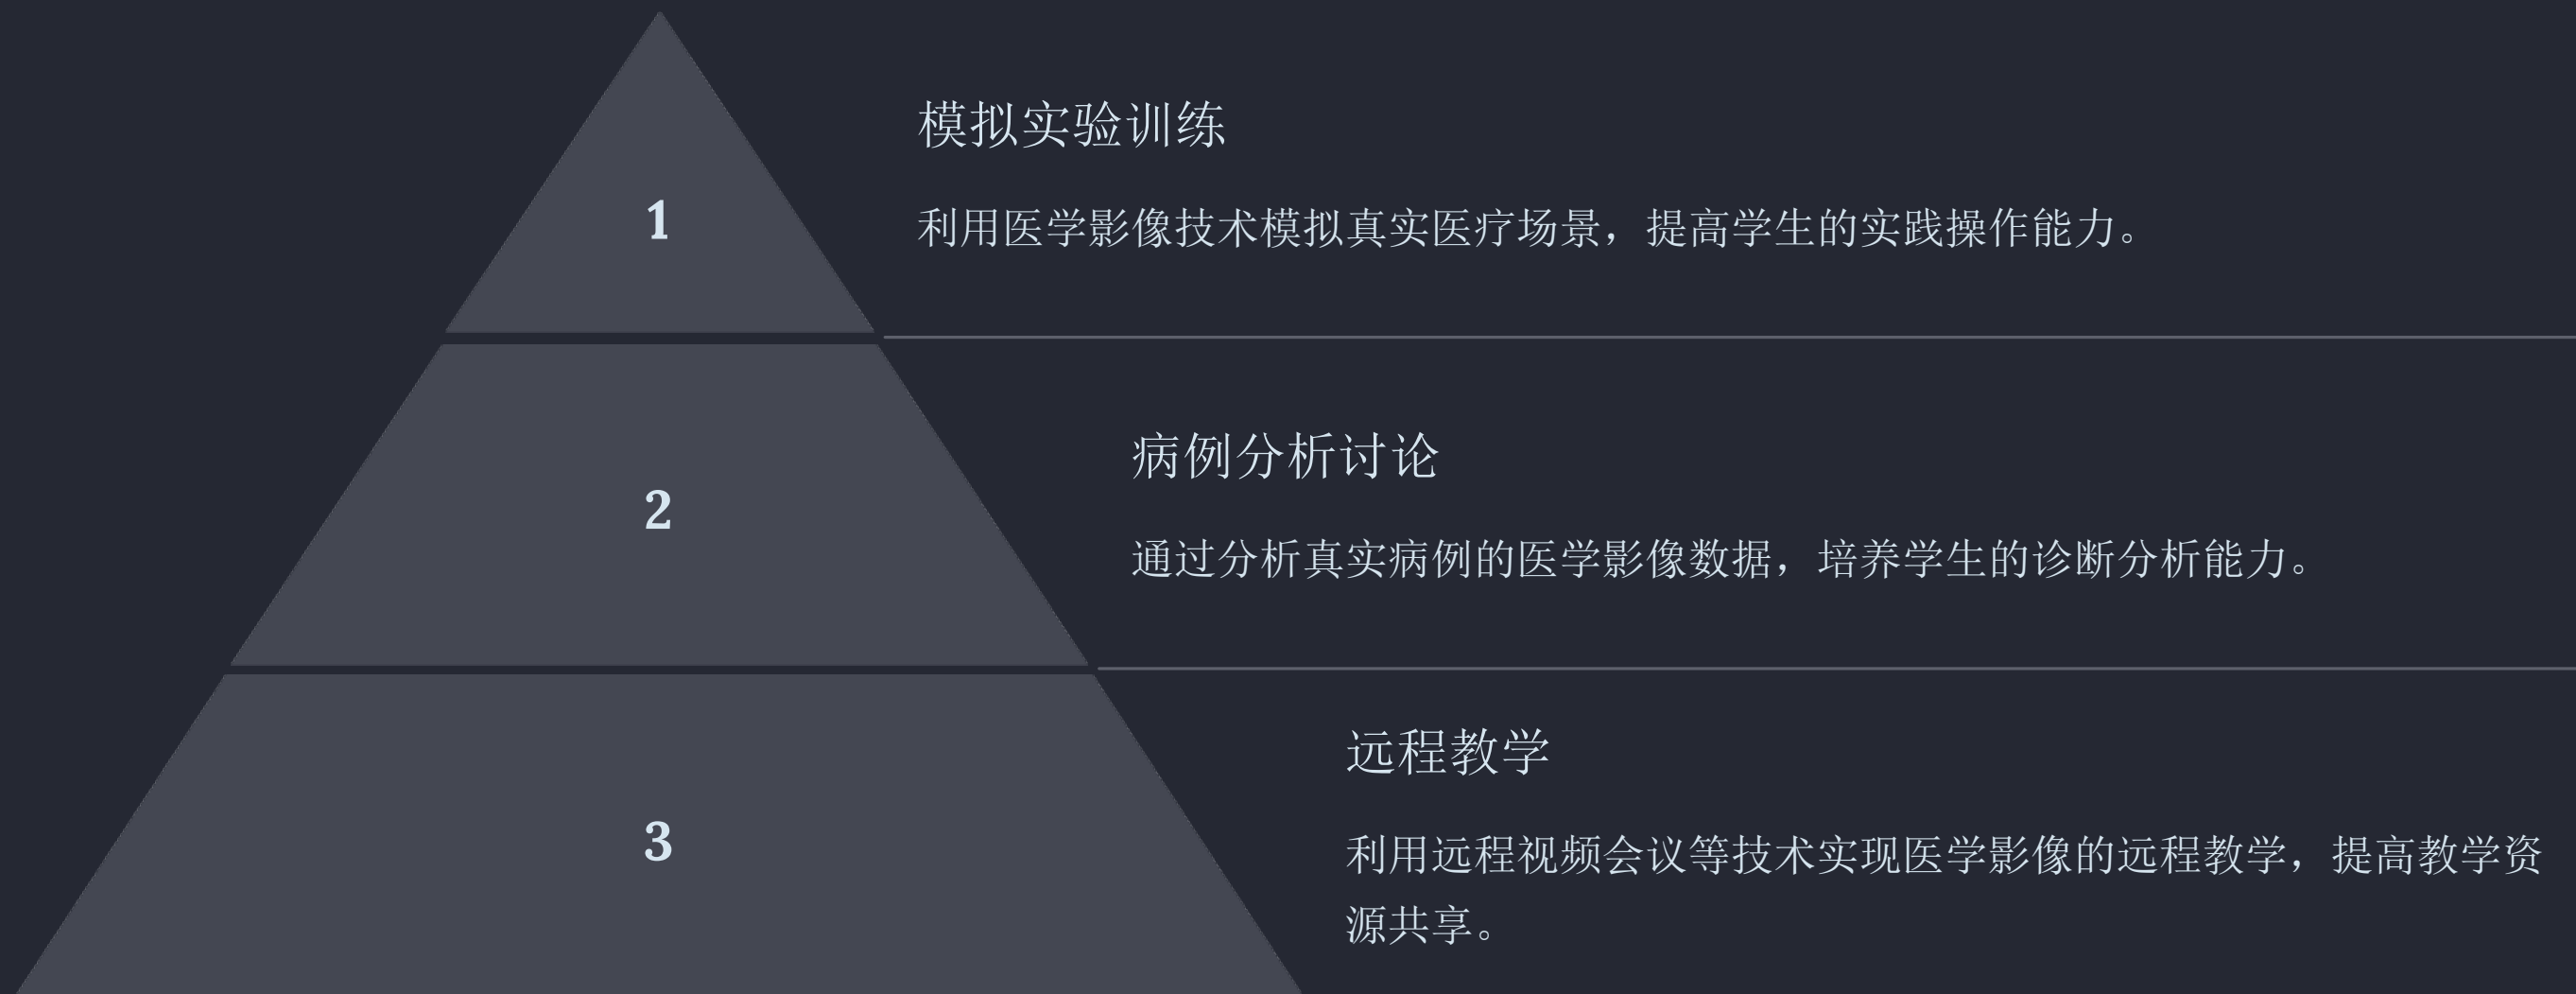 模拟实验训练
1
利用医学影像技术模拟真实医疗场景，提高学生的实践操作能力。
病例分析讨论
2
通过分析真实病例的医学影像数据，培养学生的诊断分析能力。
远程教学
3
利用远程视频会议等技术实现医学影像的远程教学，提高教学资
源共享。